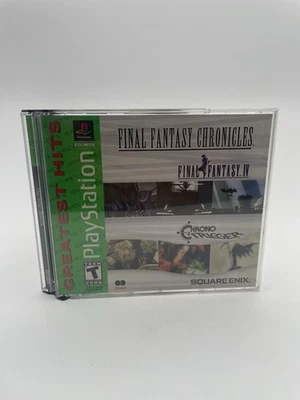 GREATEST HITS
PlayStation
FINAL FANTASY CHRONICLES
FINAL FANTASY IV
CHRONO
TRIGGER
T
SQUARE ENIX